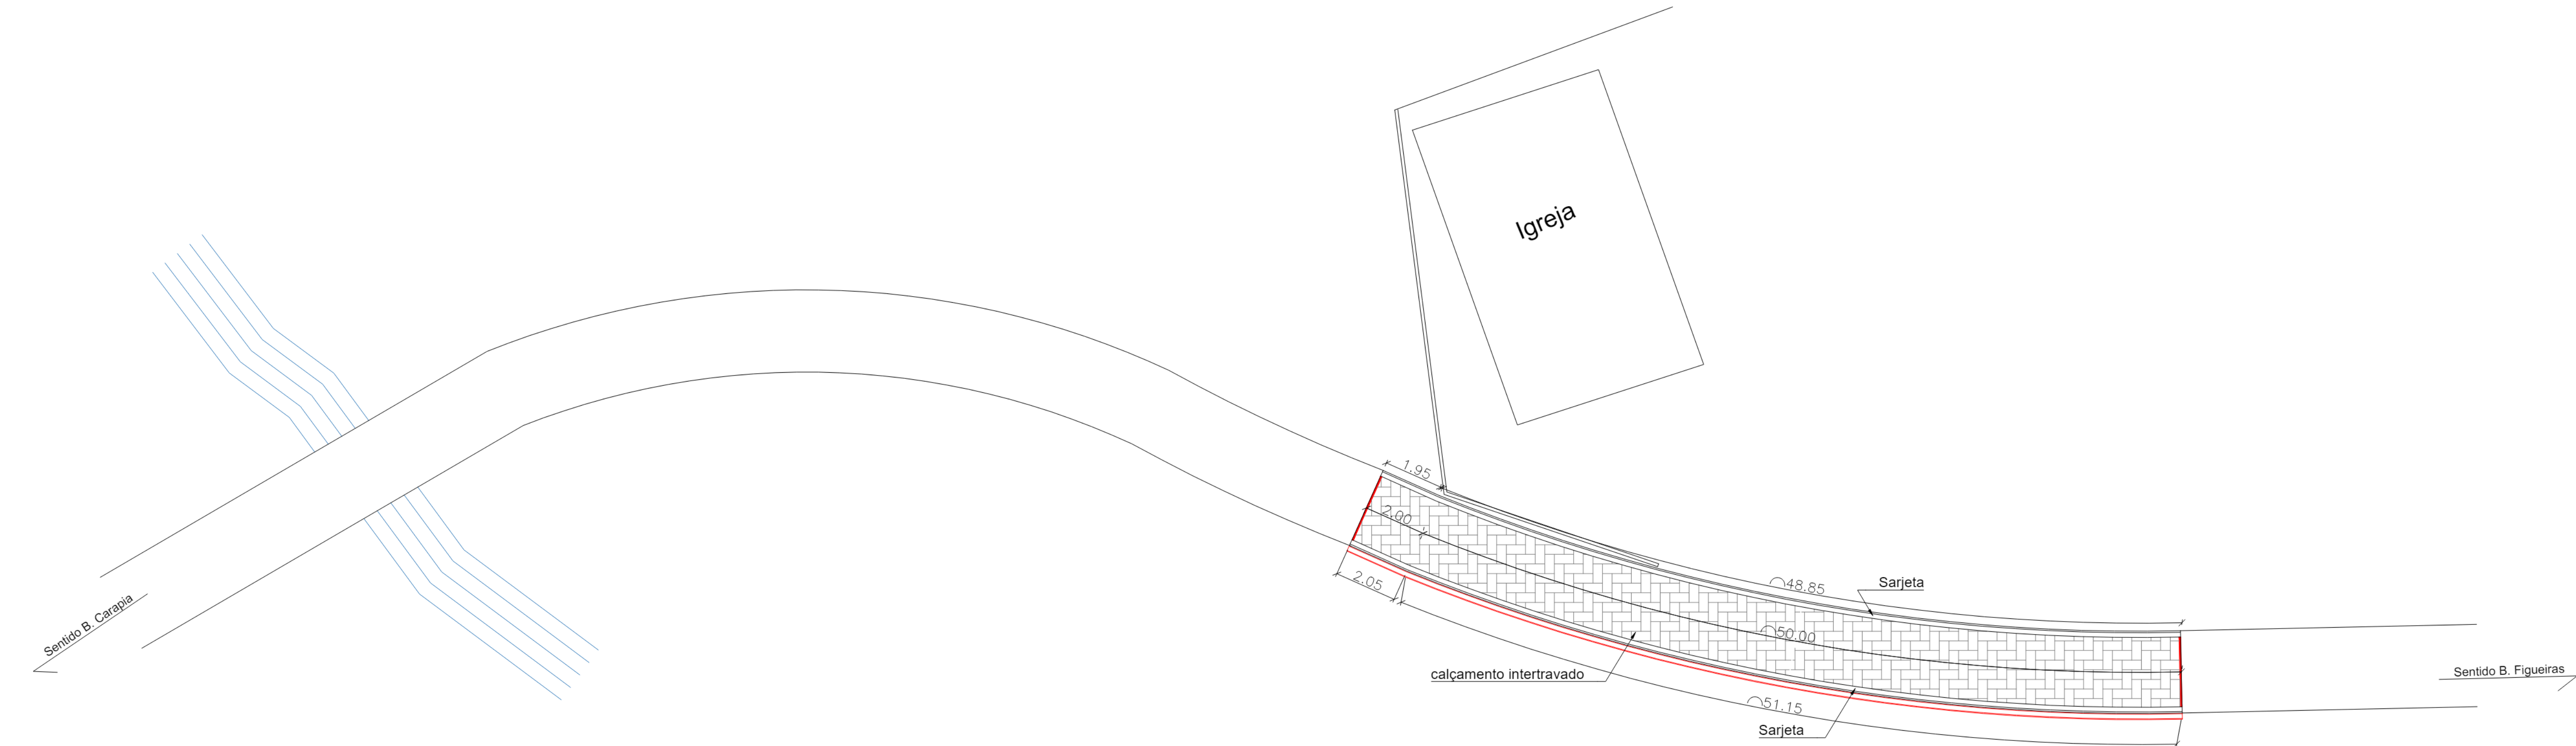 Igreja
1.95
2.00
2.05
48.85
Sarjeta
50.00
calçamento intertravado
51.15
Sarjeta
Sentido B. Carapia
Sentido B. Figueiras